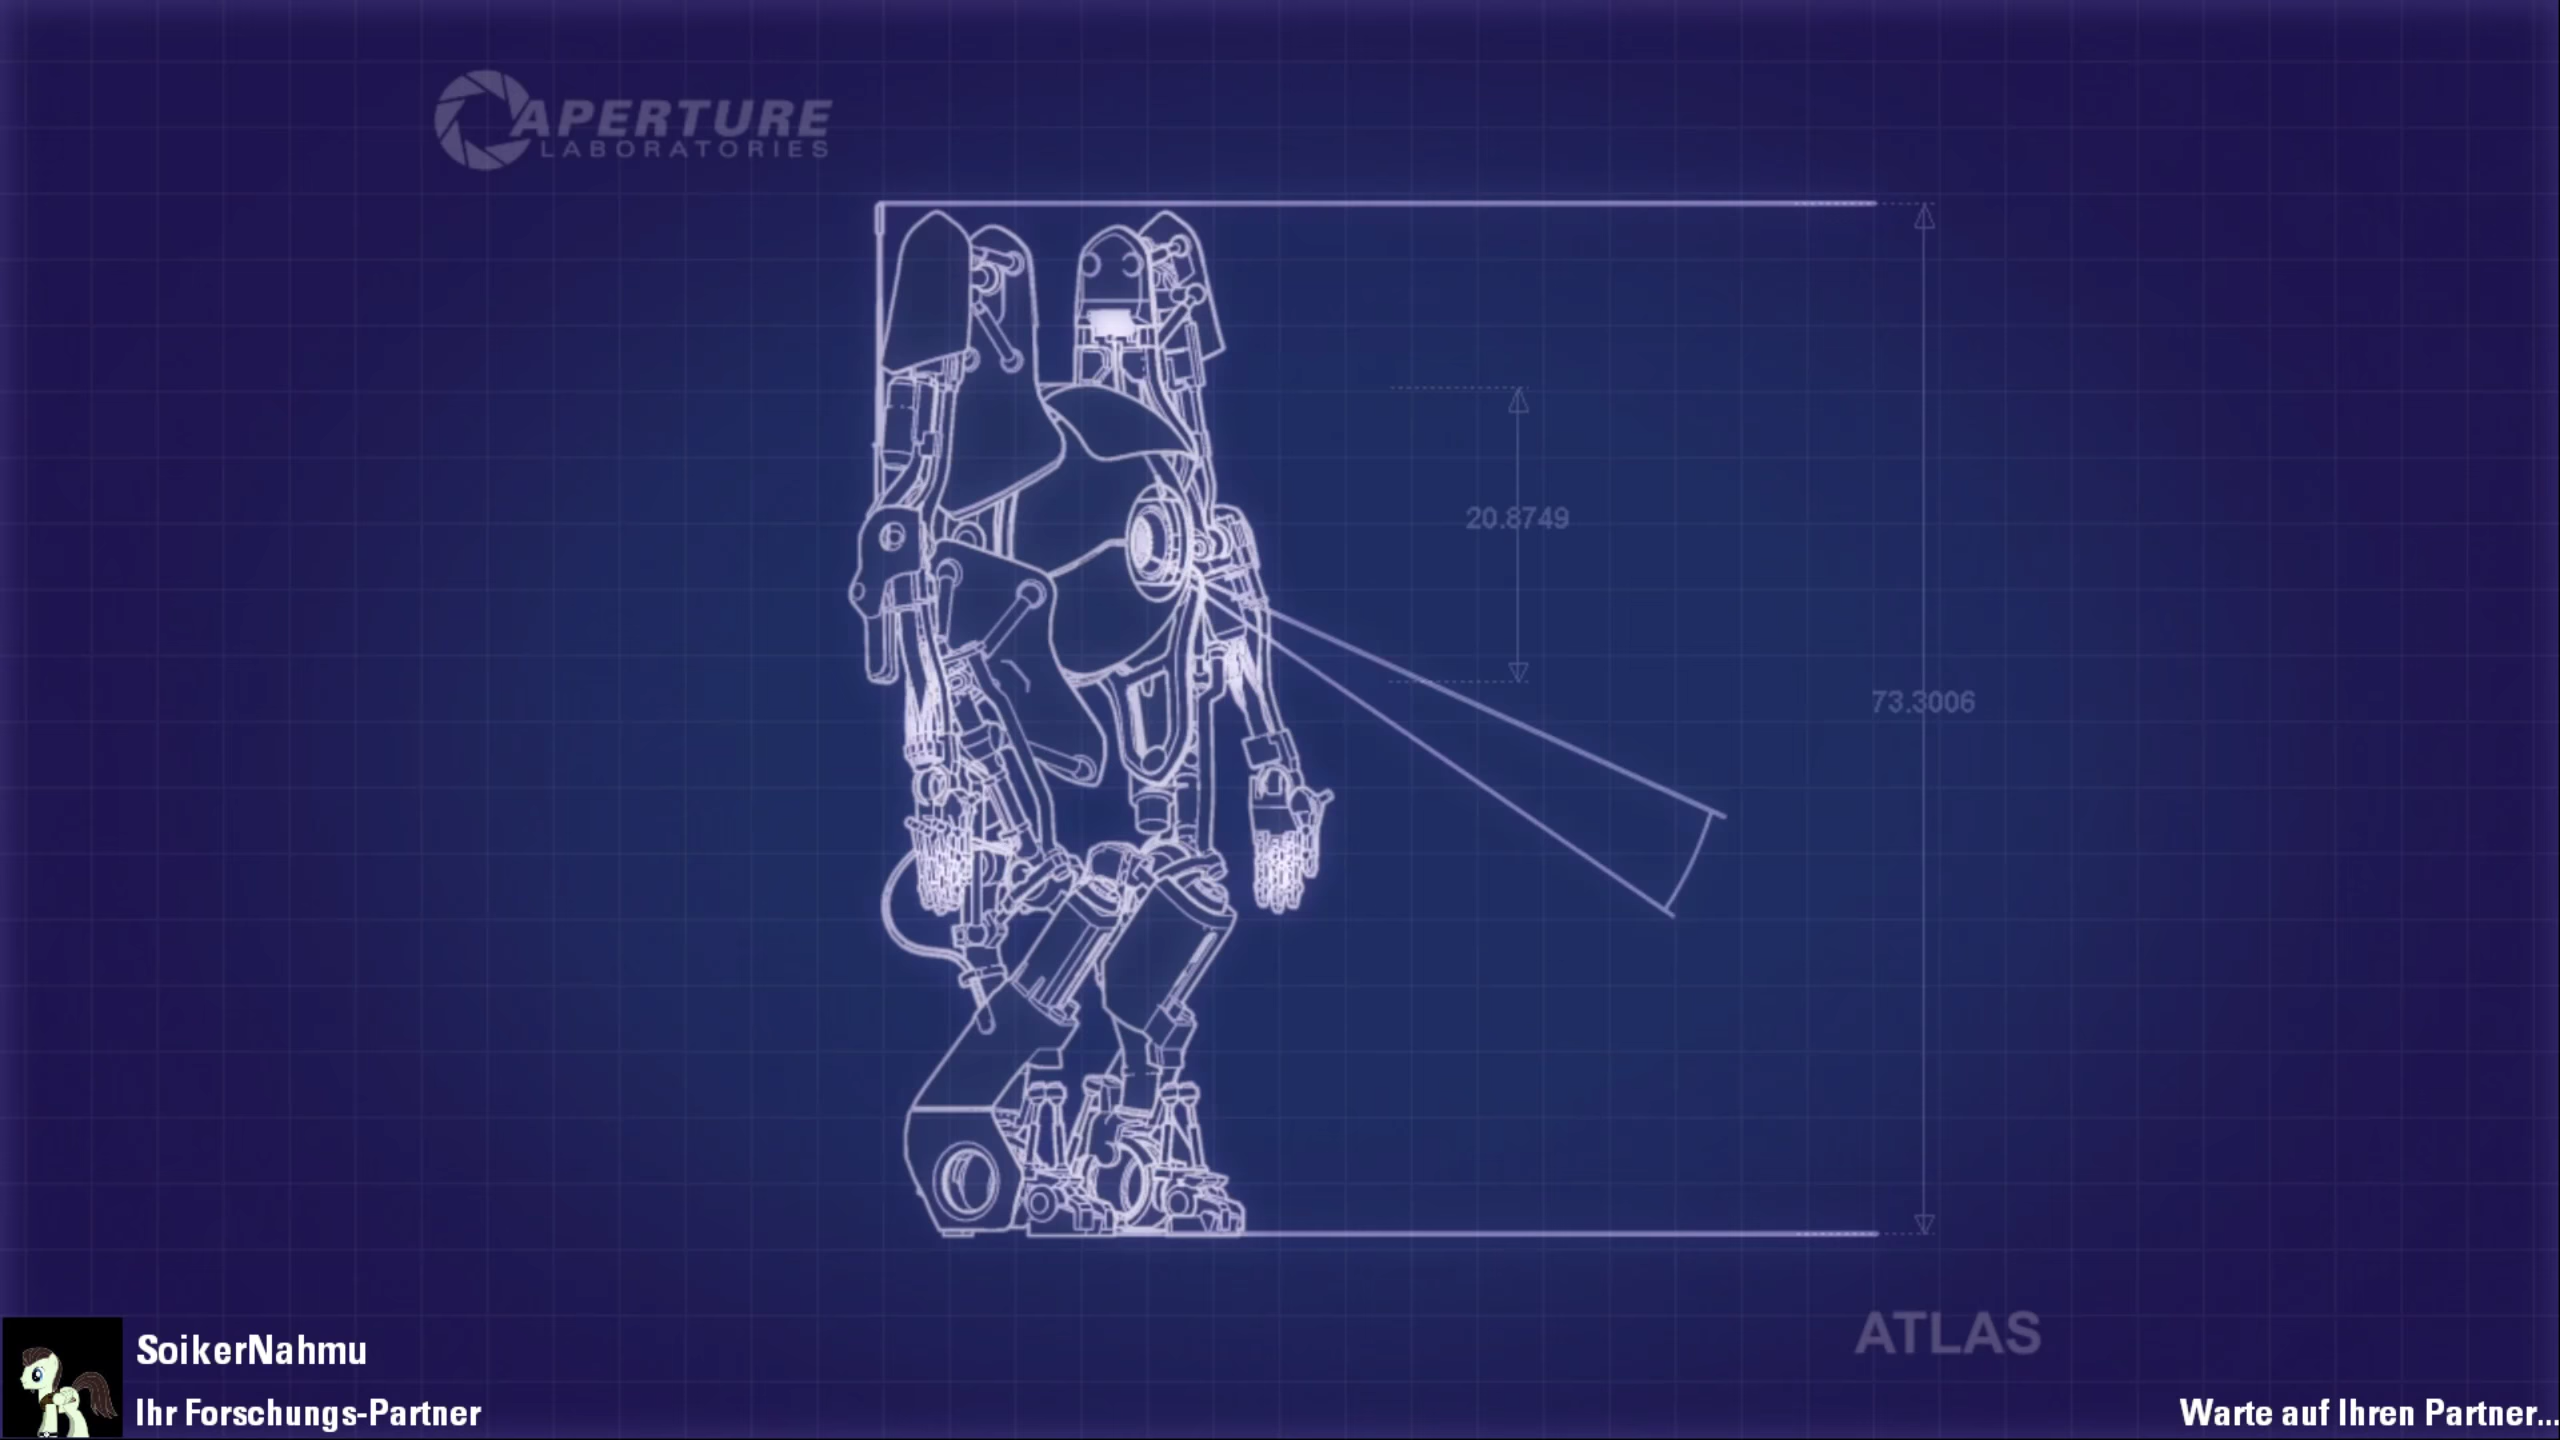 APERTURE
LABORATORIES
20.8749
73.3006
ATLAS
SoikerNahmu
Ihr Forschungs-Partner
Warte auf Ihren Partner...